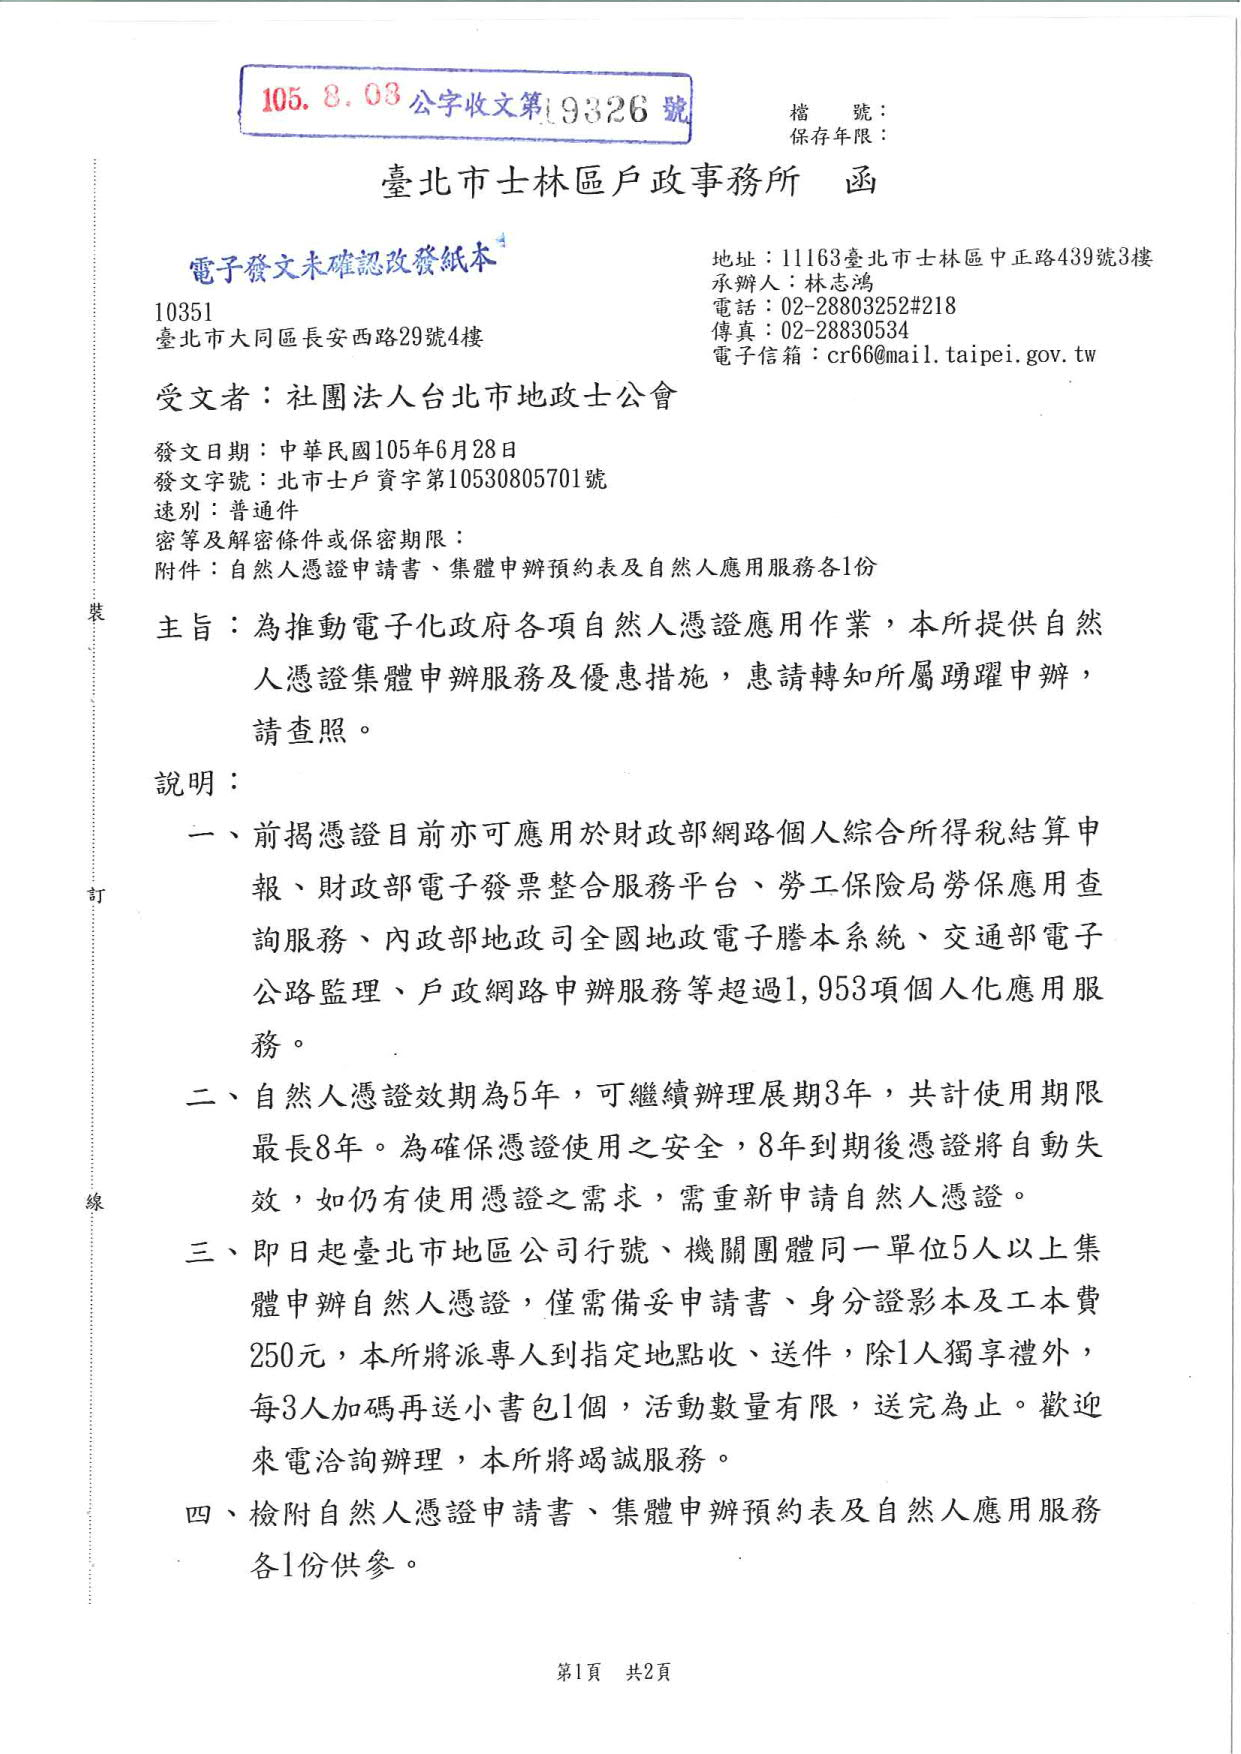 105. 8. 03 公字收文第19326號
檔　　號：
保存年限：
臺北市士林區戶政事務所　函
電子發文未確認改發紙本
地址：11163臺北市士林區中正路439號3樓
承辦人：林志鴻
電話：02-28803252#218
傳真：02-28830534
電子信箱：cr66@mail.taipei.gov.tw
10351
臺北市大同區長安西路29號4樓
受文者：社團法人台北市地政士公會
發文日期：中華民國105年6月28日
發文字號：北市士戶資字第10530805701號
速別：普通件
密等及解密條件或保密期限：
附件：自然人憑證申請書、集體申辦預約表及自然人應用服務各1份
主旨：為推動電子化政府各項自然人憑證應用作業，本所提供自然
人憑證集體申辦服務及優惠措施，惠請轉知所屬踴躍申辦，
請查照。
說明：
一、前揭憑證目前亦可應用於財政部網路個人綜合所得稅結算申
報、財政部電子發票整合服務平台、勞工保險局勞保應用查
詢服務、內政部地政司全國地政電子謄本系統、交通部電子
公路監理、戶政網路申辦服務等超過1,953項個人化應用服
務。
二、自然人憑證效期為5年，可繼續辦理展期3年，共計使用期限
最長8年。為確保憑證使用之安全，8年到期後憑證將自動失
效，如仍有使用憑證之需求，需重新申請自然人憑證。
三、即日起臺北市地區公司行號、機關團體同一單位5人以上集
體申辦自然人憑證，僅需備妥申請書、身分證影本及工本費
250元，本所將派專人到指定地點收、送件，除1人獨享禮外，
每3人加碼再送小書包1個，活動數量有限，送完為止。歡迎
來電洽詢辦理，本所將竭誠服務。
四、檢附自然人憑證申請書、集體申辦預約表及自然人應用服務
各1份供參。
裝
訂
線
第1頁　共2頁